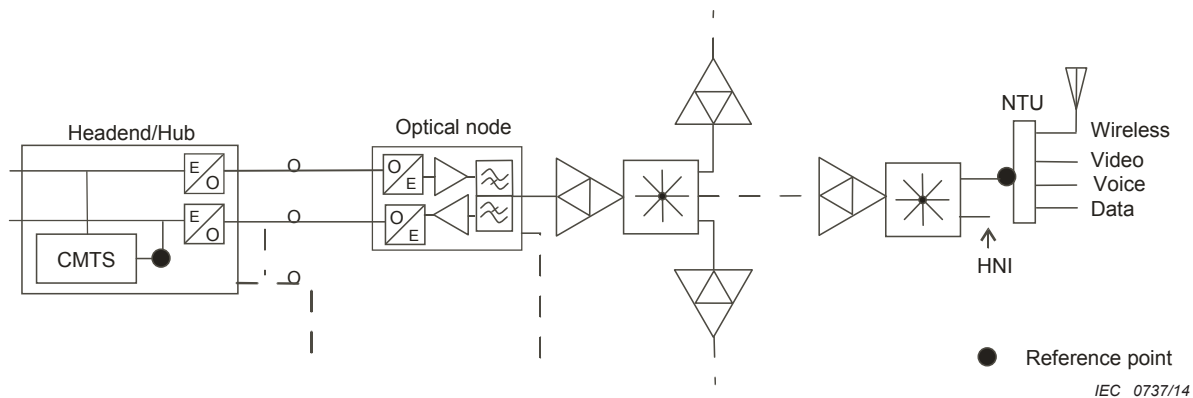 Headend/Hub
E
O
E
O
CMTS
O
O
O
Optical node
O
E
O
E
NTU
Wireless
Video
Voice
Data
HNI
Reference point
IEC 0737/14